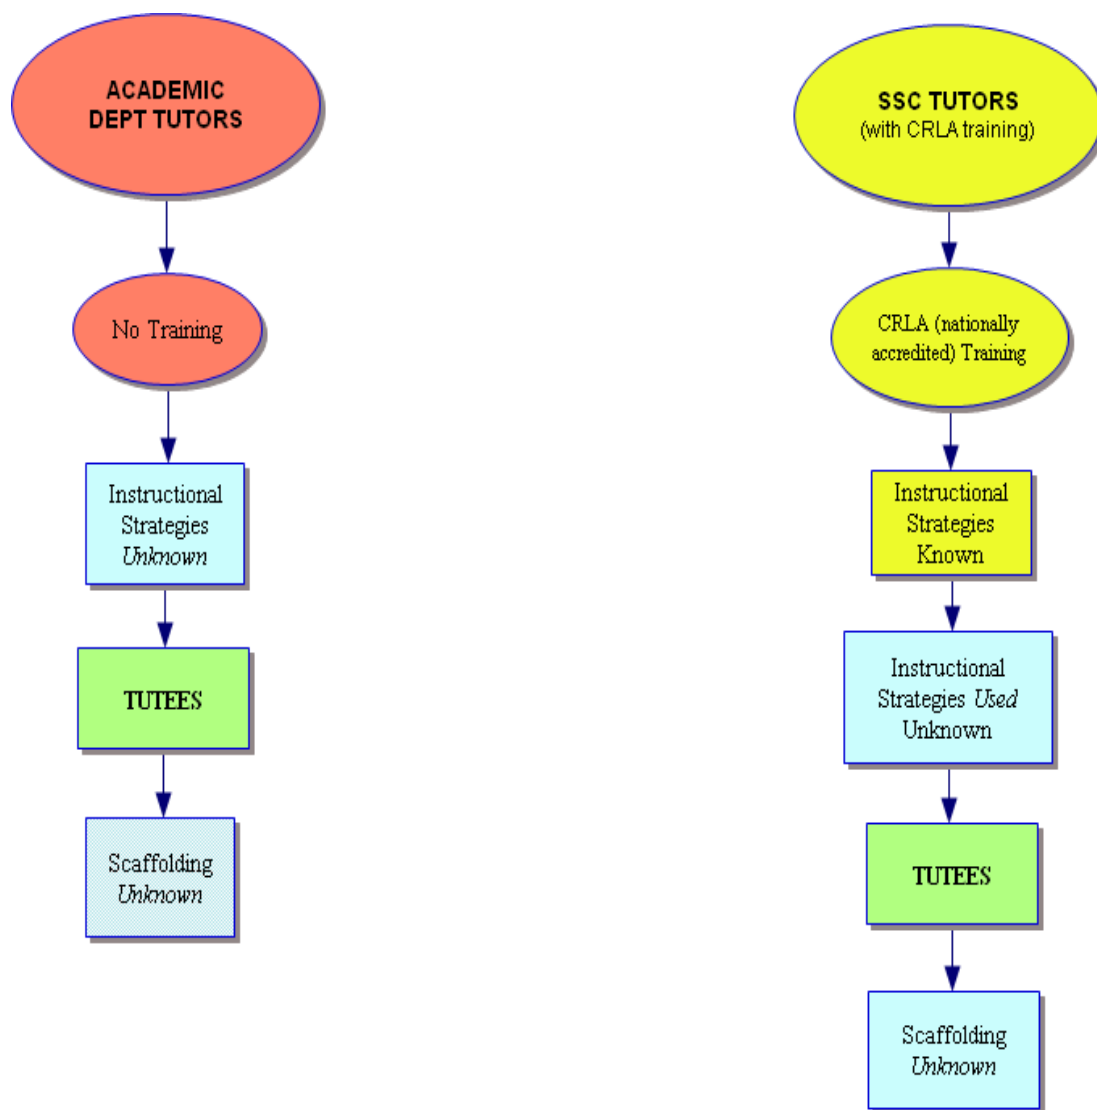 ACADEMIC
DEPT TUTORS
No Training
Instructional
Strategies
Unknown
TUTEES
Scaffolding
Unknown
SSC TUTORS
(with CRLA training)
CRLA (nationally
accredited) Training
Instructional
Strategies
Known
Instructional
Strategies Used
Unknown
TUTEES
Scaffolding
Unknown